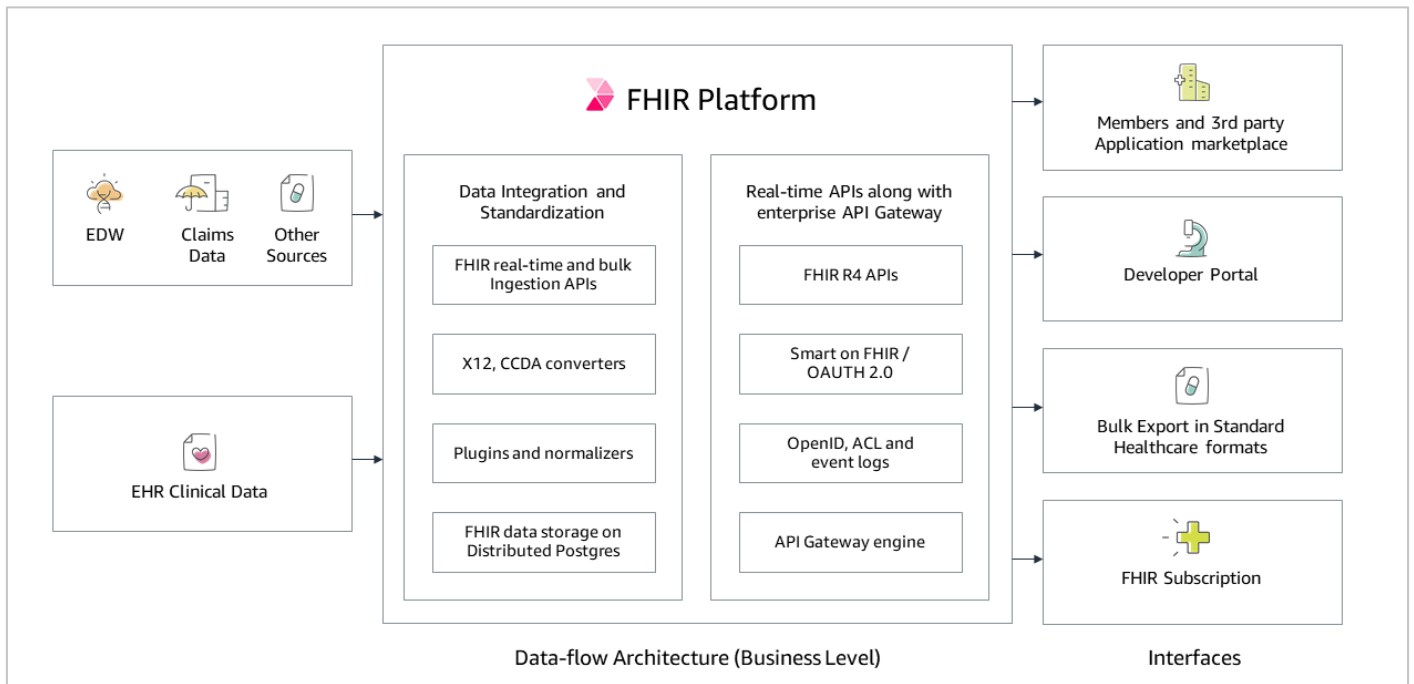 FHIR Platform
EDW
Claims
Data
Other
Sources
EHR Clinical Data
Data Integration and
Standardization
FHIR real-time and bulk
Ingestion APIs
X12, CCDA converters
Plugins and normalizers
FHIR data storage on
Distributed Postgres
Real-time APIs along with
enterprise API Gateway
FHIR R4 APIs
Smart on FHIR /
OAUTH 2.0
OpenID, ACL and
event logs
API Gateway engine
Members and 3rd party
Application marketplace
Developer Portal
Bulk Export in Standard
Healthcare formats
FHIR Subscription
Data-flow Architecture (Business Level)
Interfaces